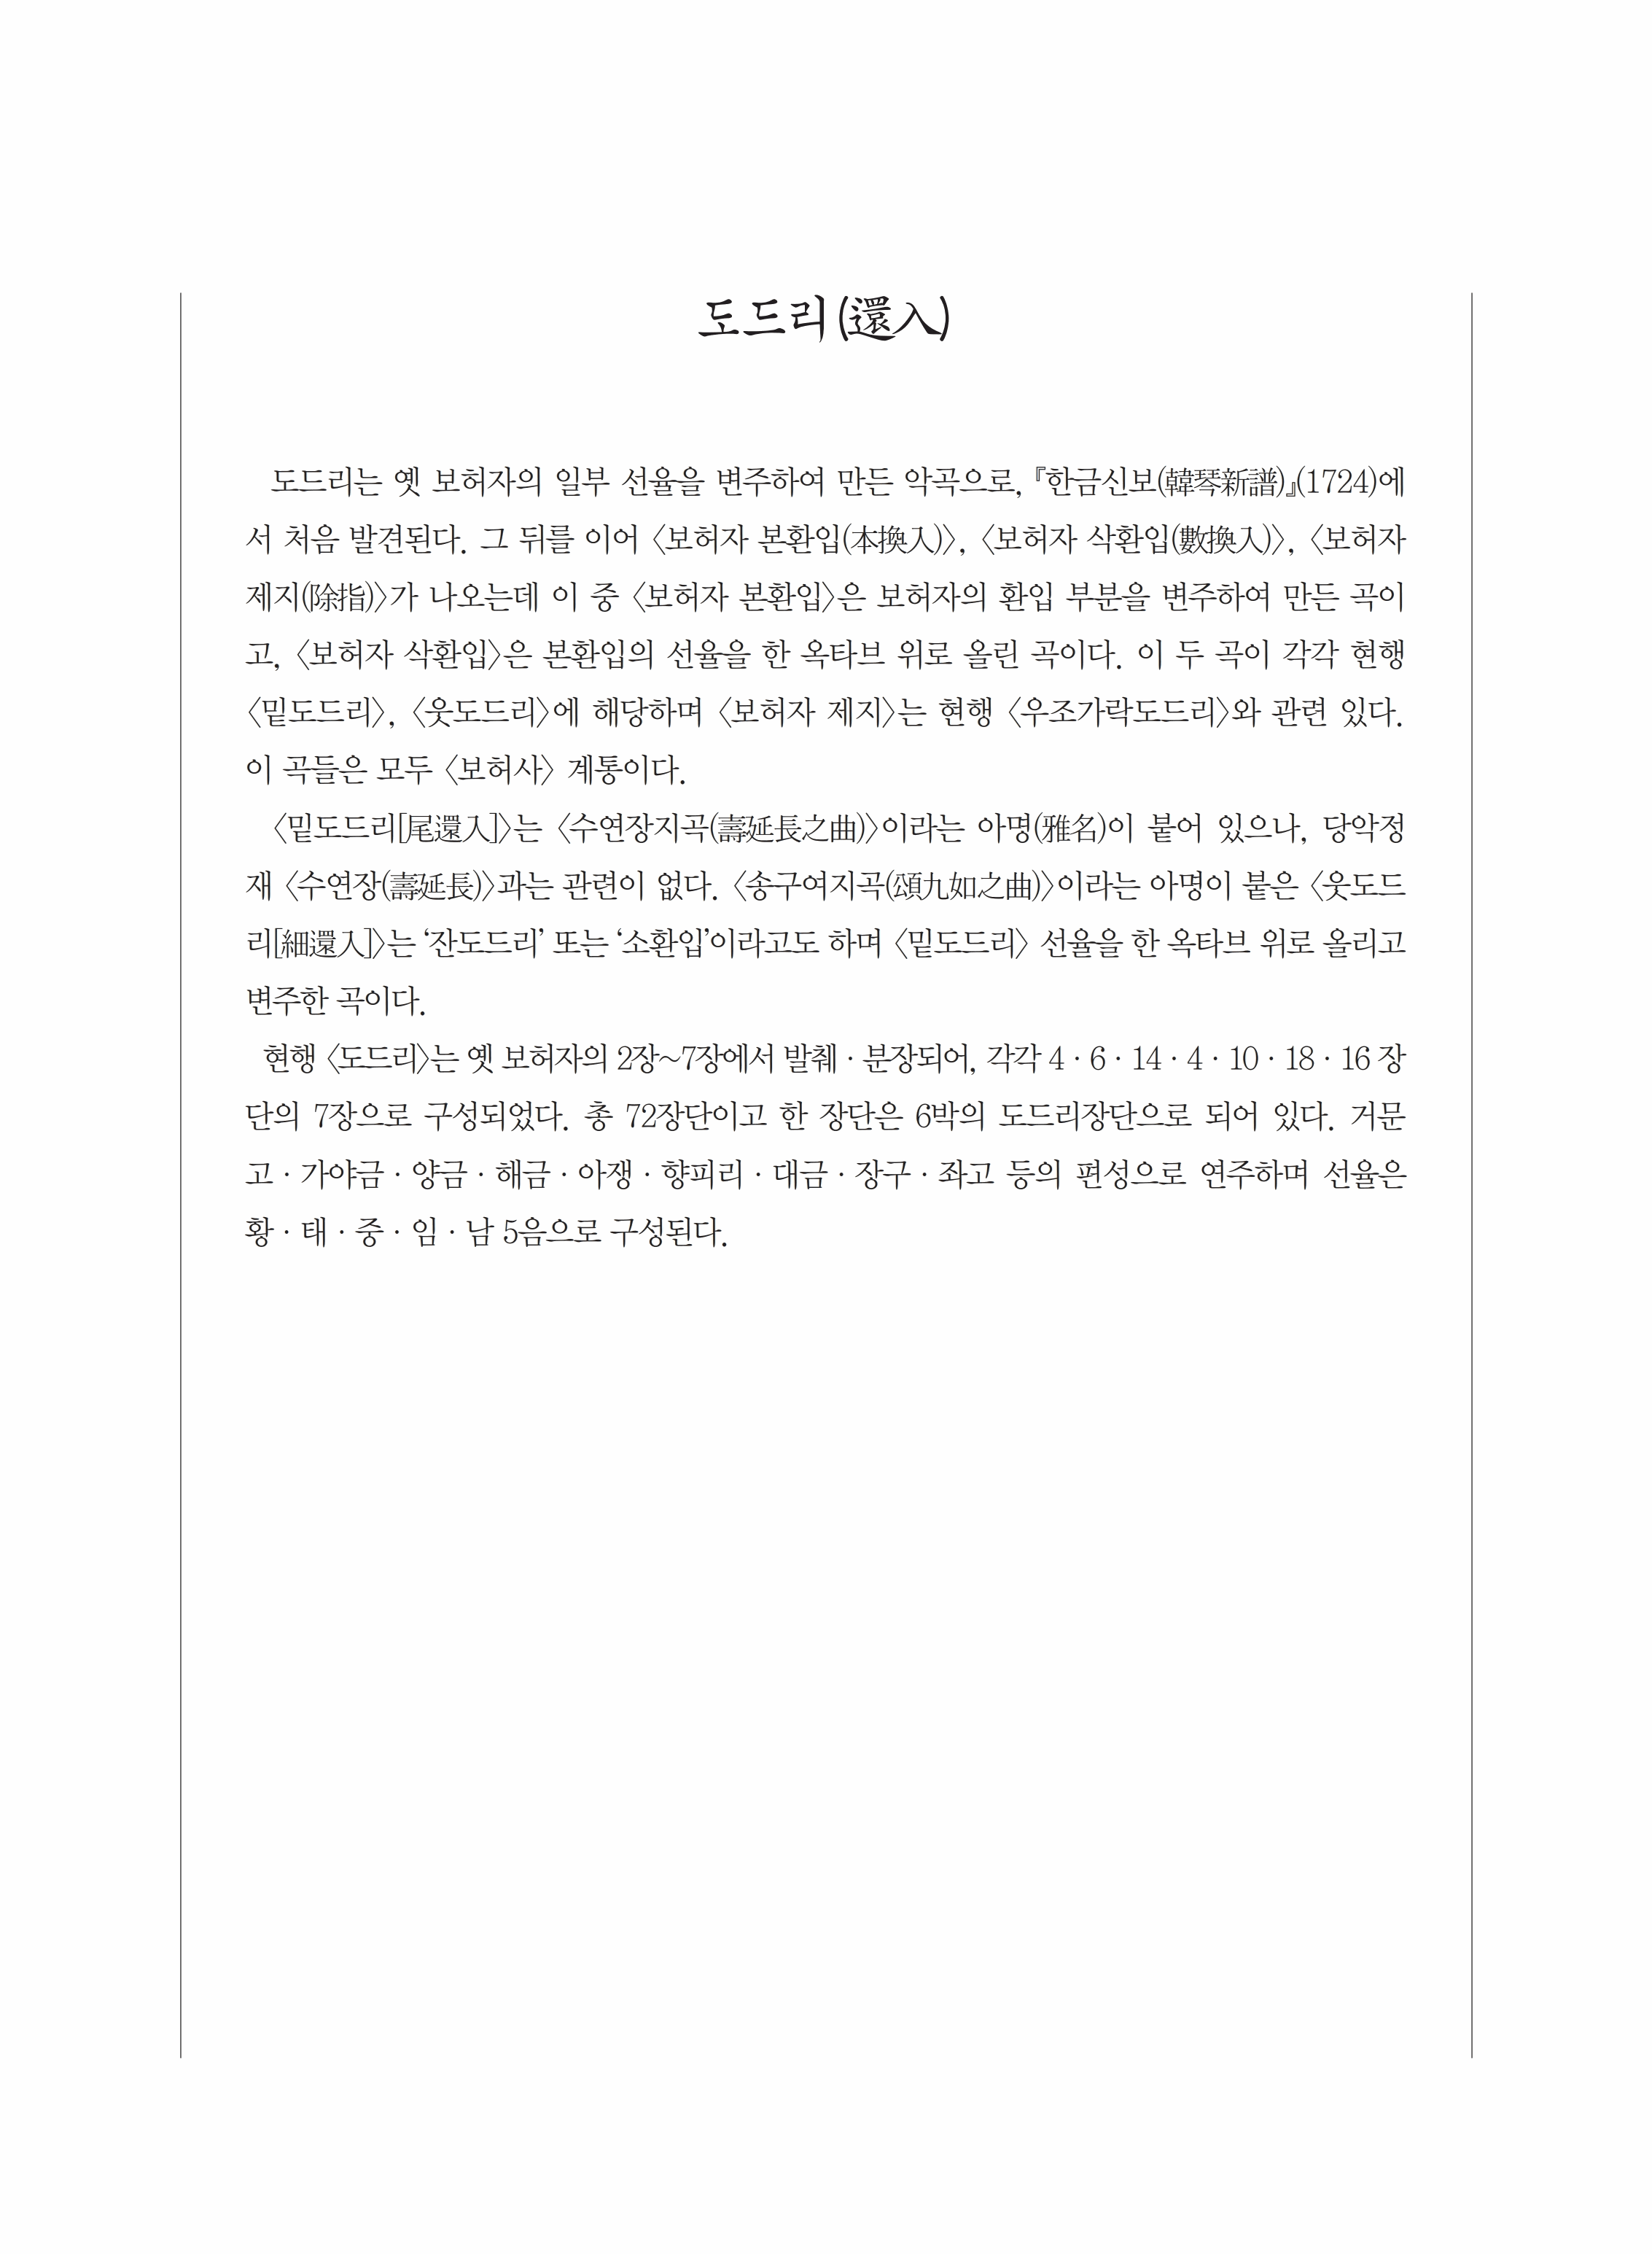 도드리(還入)
도드리는 옛 보허자의 일부 선율을 변주하여 만든 악곡으로, 『한금신보(韓琴新譜)』(1724)에
서 처음 발견된다. 그 뒤를 이어 〈보허자 본환입(本換入)〉, 〈보허자 삭환입(數換入)〉, 〈보허자
제지(除指)〉가 나오는데 이 중 〈보허자 본환입〉은 보허자의 환입 부분을 변주하여 만든 곡이
고, 〈보허자 삭환입〉은 본환입의 선율을 한 옥타브 위로 올린 곡이다. 이 두 곡이 각각 현행
〈밑도드리〉, 〈웃도드리〉에 해당하며 〈보허자 제지〉는 현행 〈우조가락도드리〉와 관련 있다.
이 곡들은 모두 〈보허사〉 계통이다.
〈밑도드리[尾還入]〉는 〈수연장지곡(壽延長之曲)〉이라는 아명(雅名)이 붙어 있으나, 당악정
재 〈수연장(壽延長)〉과는 관련이 없다. 〈송구여지곡(頌九如之曲)〉이라는 아명이 붙은 〈웃도드
리[細還入]〉는 ‘잔도드리’ 또는 ‘소환입’이라고도 하며 〈밑도드리〉 선율을 한 옥타브 위로 올리고
변주한 곡이다.
현행 〈도드리〉는 옛 보허자의 2장~7장에서 발췌·분장되어, 각각 4·6·14·4·10·18·16 장
단의 7장으로 구성되었다. 총 72장단이고 한 장단은 6박의 도드리장단으로 되어 있다. 거문
고·가야금·양금·해금·아쟁·향피리·대금·장구·좌고 등의 편성으로 연주하며 선율은
황·태·중·임·남 5음으로 구성된다.